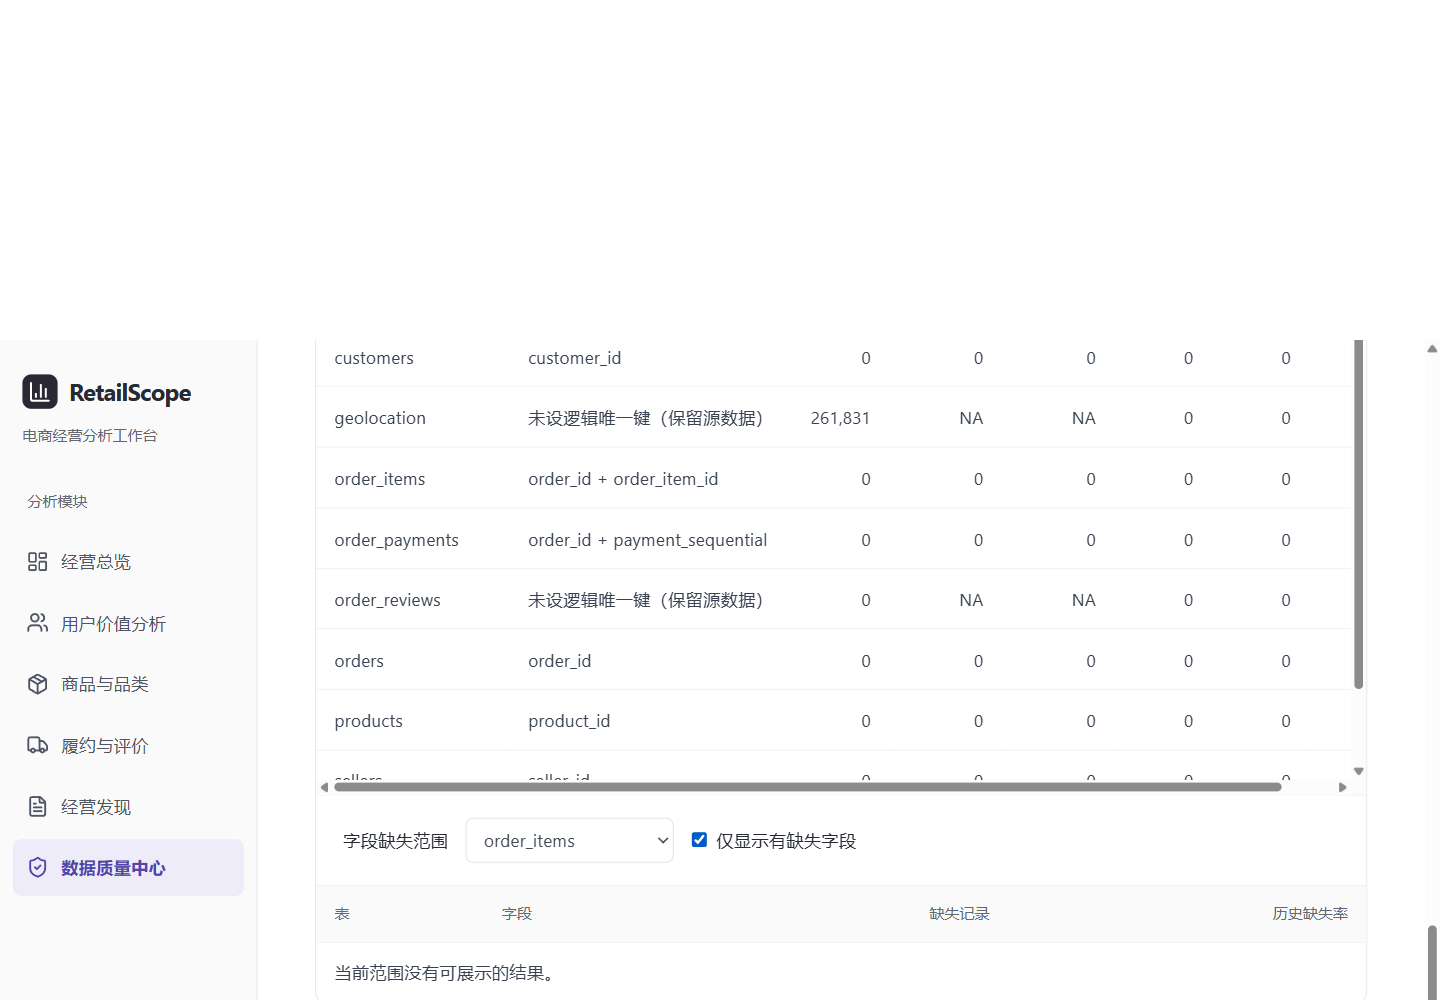 RetailScope
电商经营分析工作台
分析模块
经营总览
用户价值分析
商品与品类
履约与评价
经营发现
数据质量中心
customers customer_id 0 0 0 0 0
geolocation 未设逻辑唯一键（保留源数据） 261,831 NA NA 0 0
order_items order_id + order_item_id 0 0 0 0 0
order_payments order_id + payment_sequential 0 0 0 0 0
order_reviews 未设逻辑唯一键（保留源数据） 0 NA NA 0 0
orders order_id 0 0 0 0 0
products product_id 0 0 0 0 0
sellers seller_id 0 0 0 0 0
字段缺失范围 order_items 仅显示有缺失字段
表 字段 缺失记录 历史缺失率
当前范围没有可展示的结果。